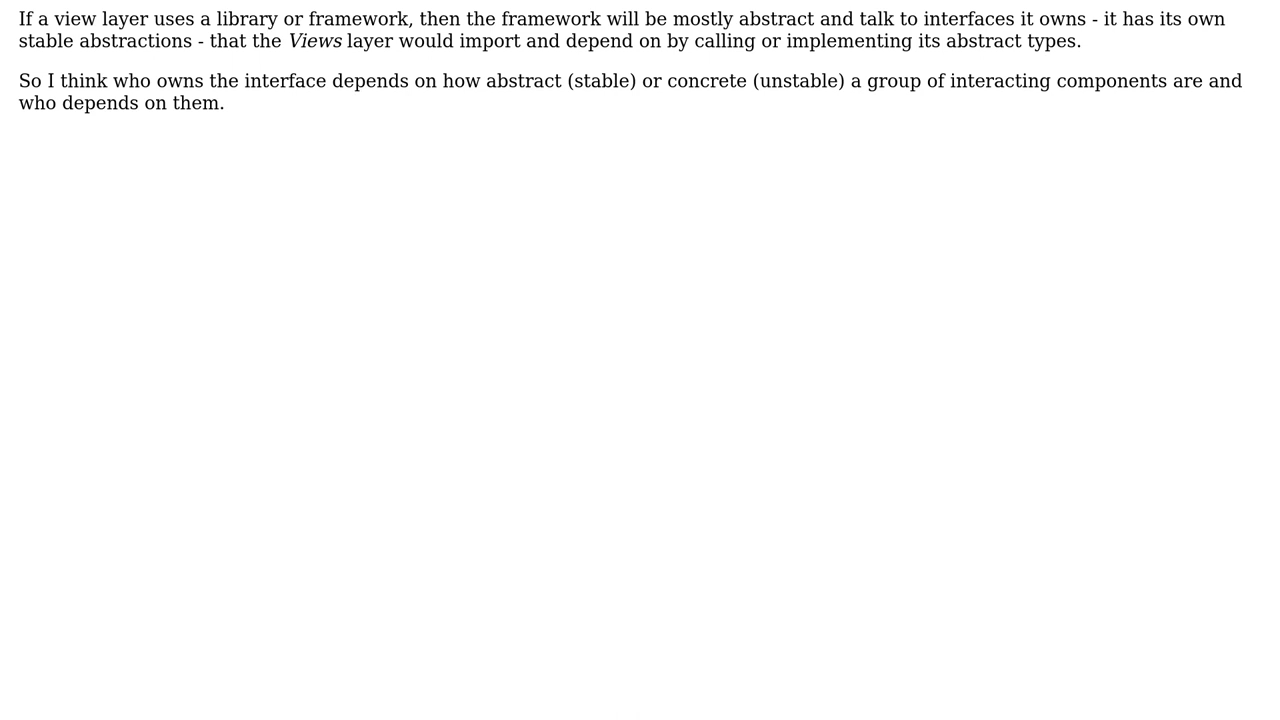 If a view layer uses a library or framework, then the framework will be mostly abstract and talk to interfaces it owns - it has its own
stable abstractions - that the Views layer would import and depend on by calling or implementing its abstract types.
So I think who owns the interface depends on how abstract (stable) or concrete (unstable) a group of interacting components are and
who depends on them.